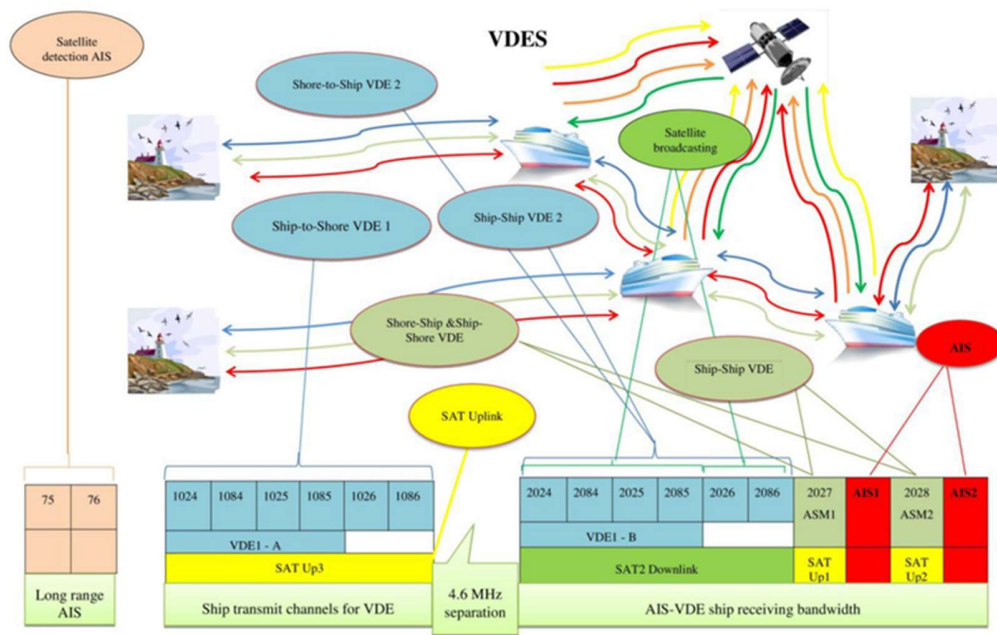 VDES
Satellite
detection AIS
Shore-to-Ship VDE 2
Satellite
broadcasting
Ship-to-Shore VDE 1
Ship-Ship VDE 2
Shore-Ship &Ship-
Shore VDE
Ship-Ship VDE
AIS
SAT Uplink
75 76
1024 1084 1025 1085 1026 1086
2024 2084 2025 2085 2026 2086 2027 AIS1 2028 AIS2
ASM1 ASM2
VDE1 - A
VDE1 - B
SAT Up3
SAT2 Downlink
SAT SAT
Up1 Up2
Long range
AIS
Ship transmit channels for VDE
4.6 MHz
separation
AIS-VDE ship receiving bandwidth